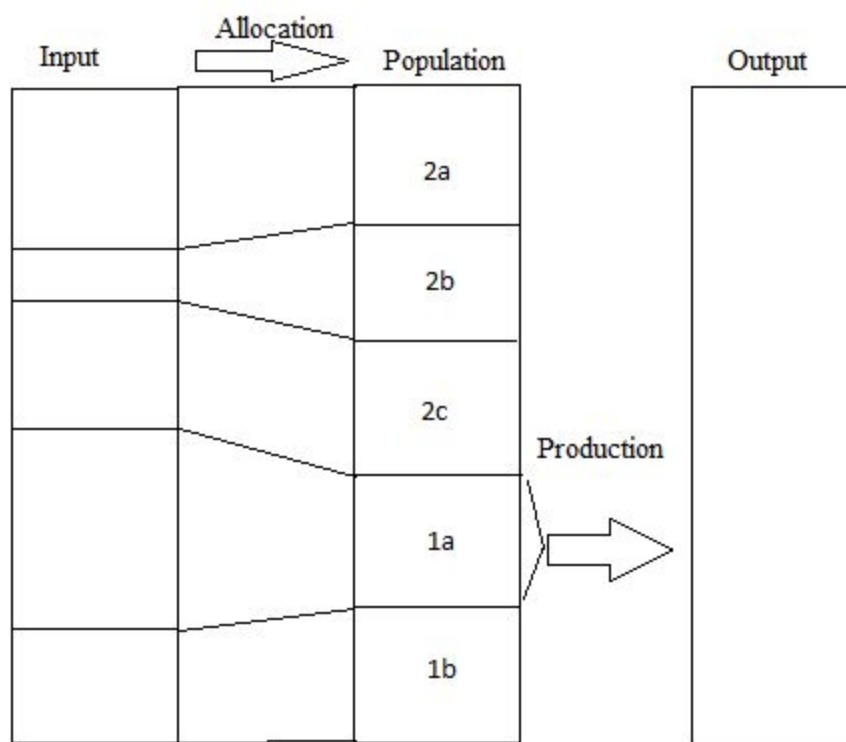 Allocation
Input
Population
Output
2a
2b
2c
Production
1a
1b